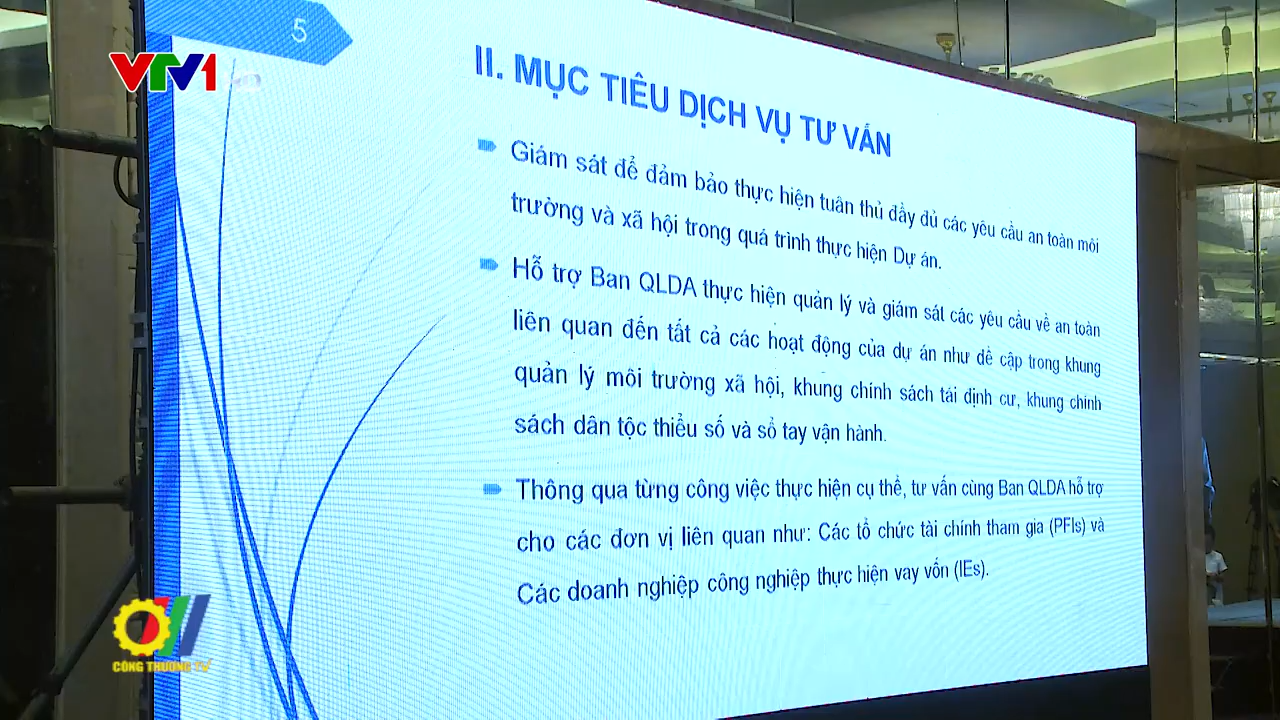 5
VTV1
II. MỤC TIÊU DỊCH VỤ TƯ VẤN
Giám sát để đảm bảo thực hiện tuân thủ đầy đủ các yêu cầu an toàn môi
trường và xã hội trong quá trình thực hiện Dự án.
Hỗ trợ Ban QLDA thực hiện quản lý và giám sát các yêu cầu về an toàn
liên quan đến tất cả các hoạt động của dự án như đề cập trong khung
quản lý môi trường xã hội, khung chính sách tái định cư, khung chính
sách dân tộc thiểu số và sổ tay vận hành
Thông qua từng công việc thực hiện cụ thể, tư vấn cùng Ban QLDA hỗ trợ
cho các đơn vị liên quan như: Các tổ chức tài chính tham gia (PFIs) và
Các doanh nghiệp công nghiệp thực hiện vay vốn (IEs).
CÔNG THƯƠNG TV